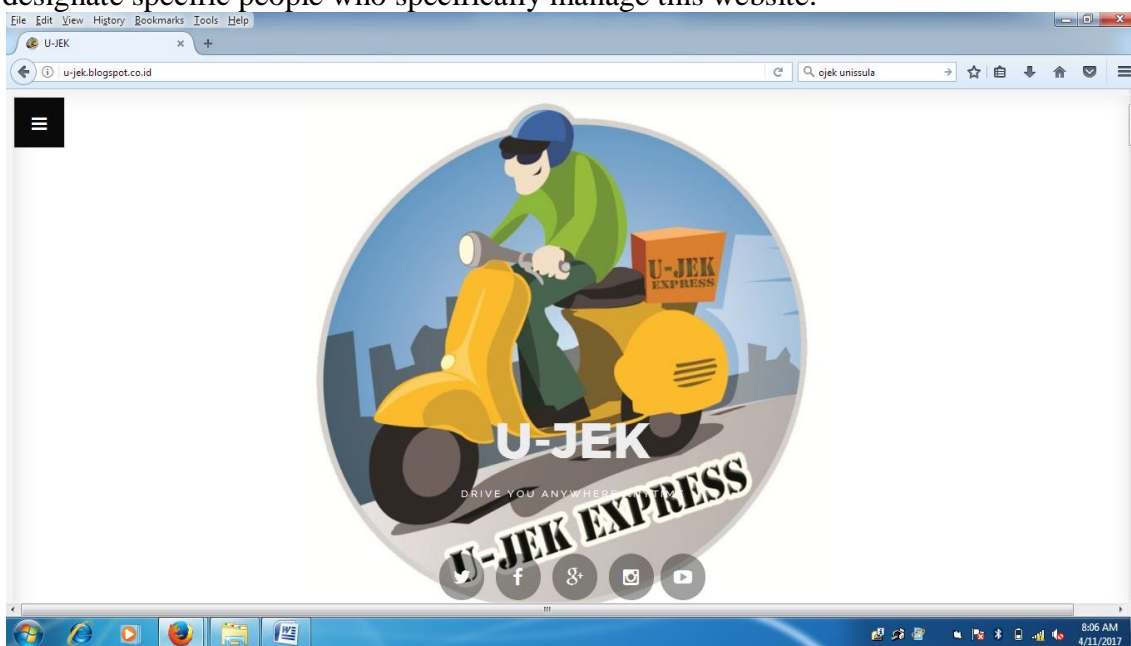 designate specific people who specifically manage this website.
File Edit View History Bookmarks Tools Help
U-JEK
u-jek.blogspot.co.id
ojek unissula
U-JEK
EXPRESS
U-JEK
DRIVE YOU ANYWHERE ANYTIME
U-JEK EXPRESS
8:06 AM
4/11/2017